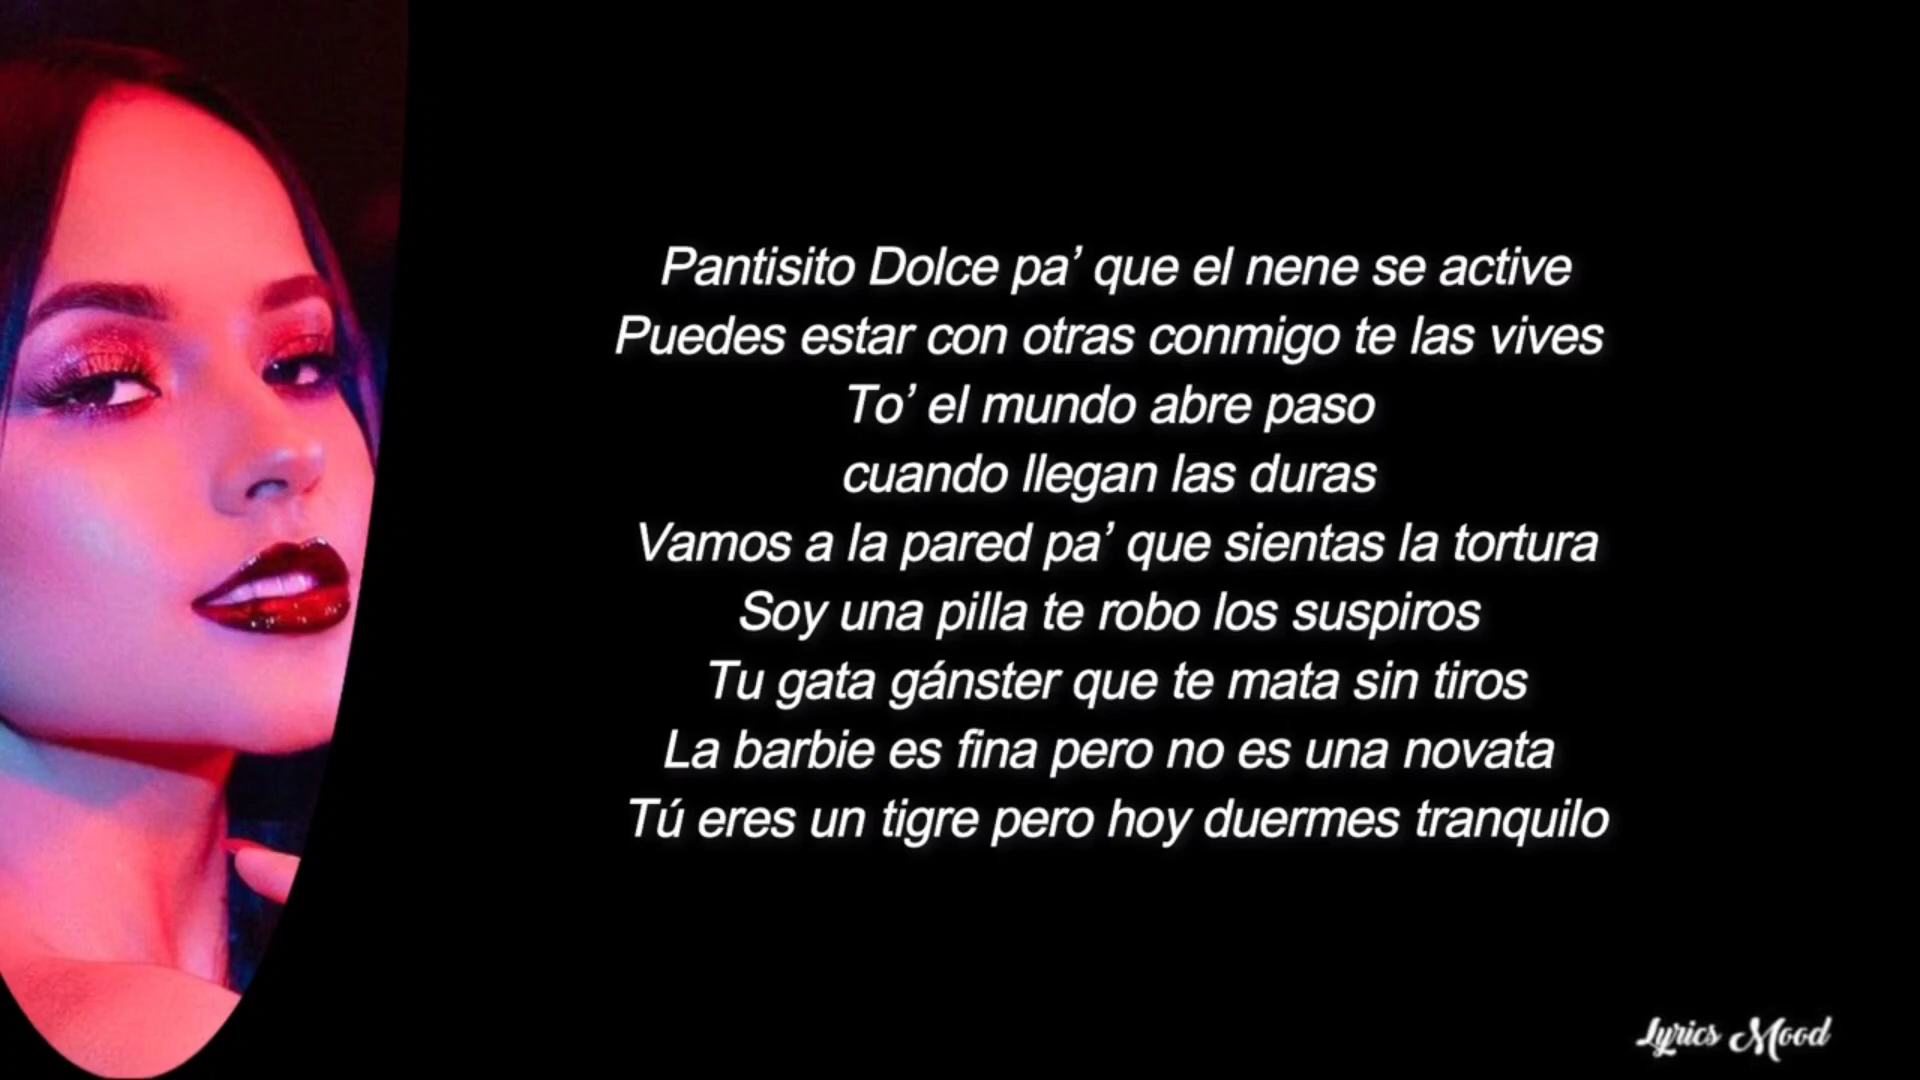 Pantisito Dolce pa’ que el nene se active
Puedes estar con otras conmigo te las vives
To’ el mundo abre paso
cuando llegan las duras
Vamos a la pared pa’ que sientas la tortura
Soy una pilla te robo los suspiros
Tu gata gánster que te mata sin tiros
La barbie es fina pero no es una novata
Tú eres un tigre pero hoy duermes tranquilo
Lyrics Mood